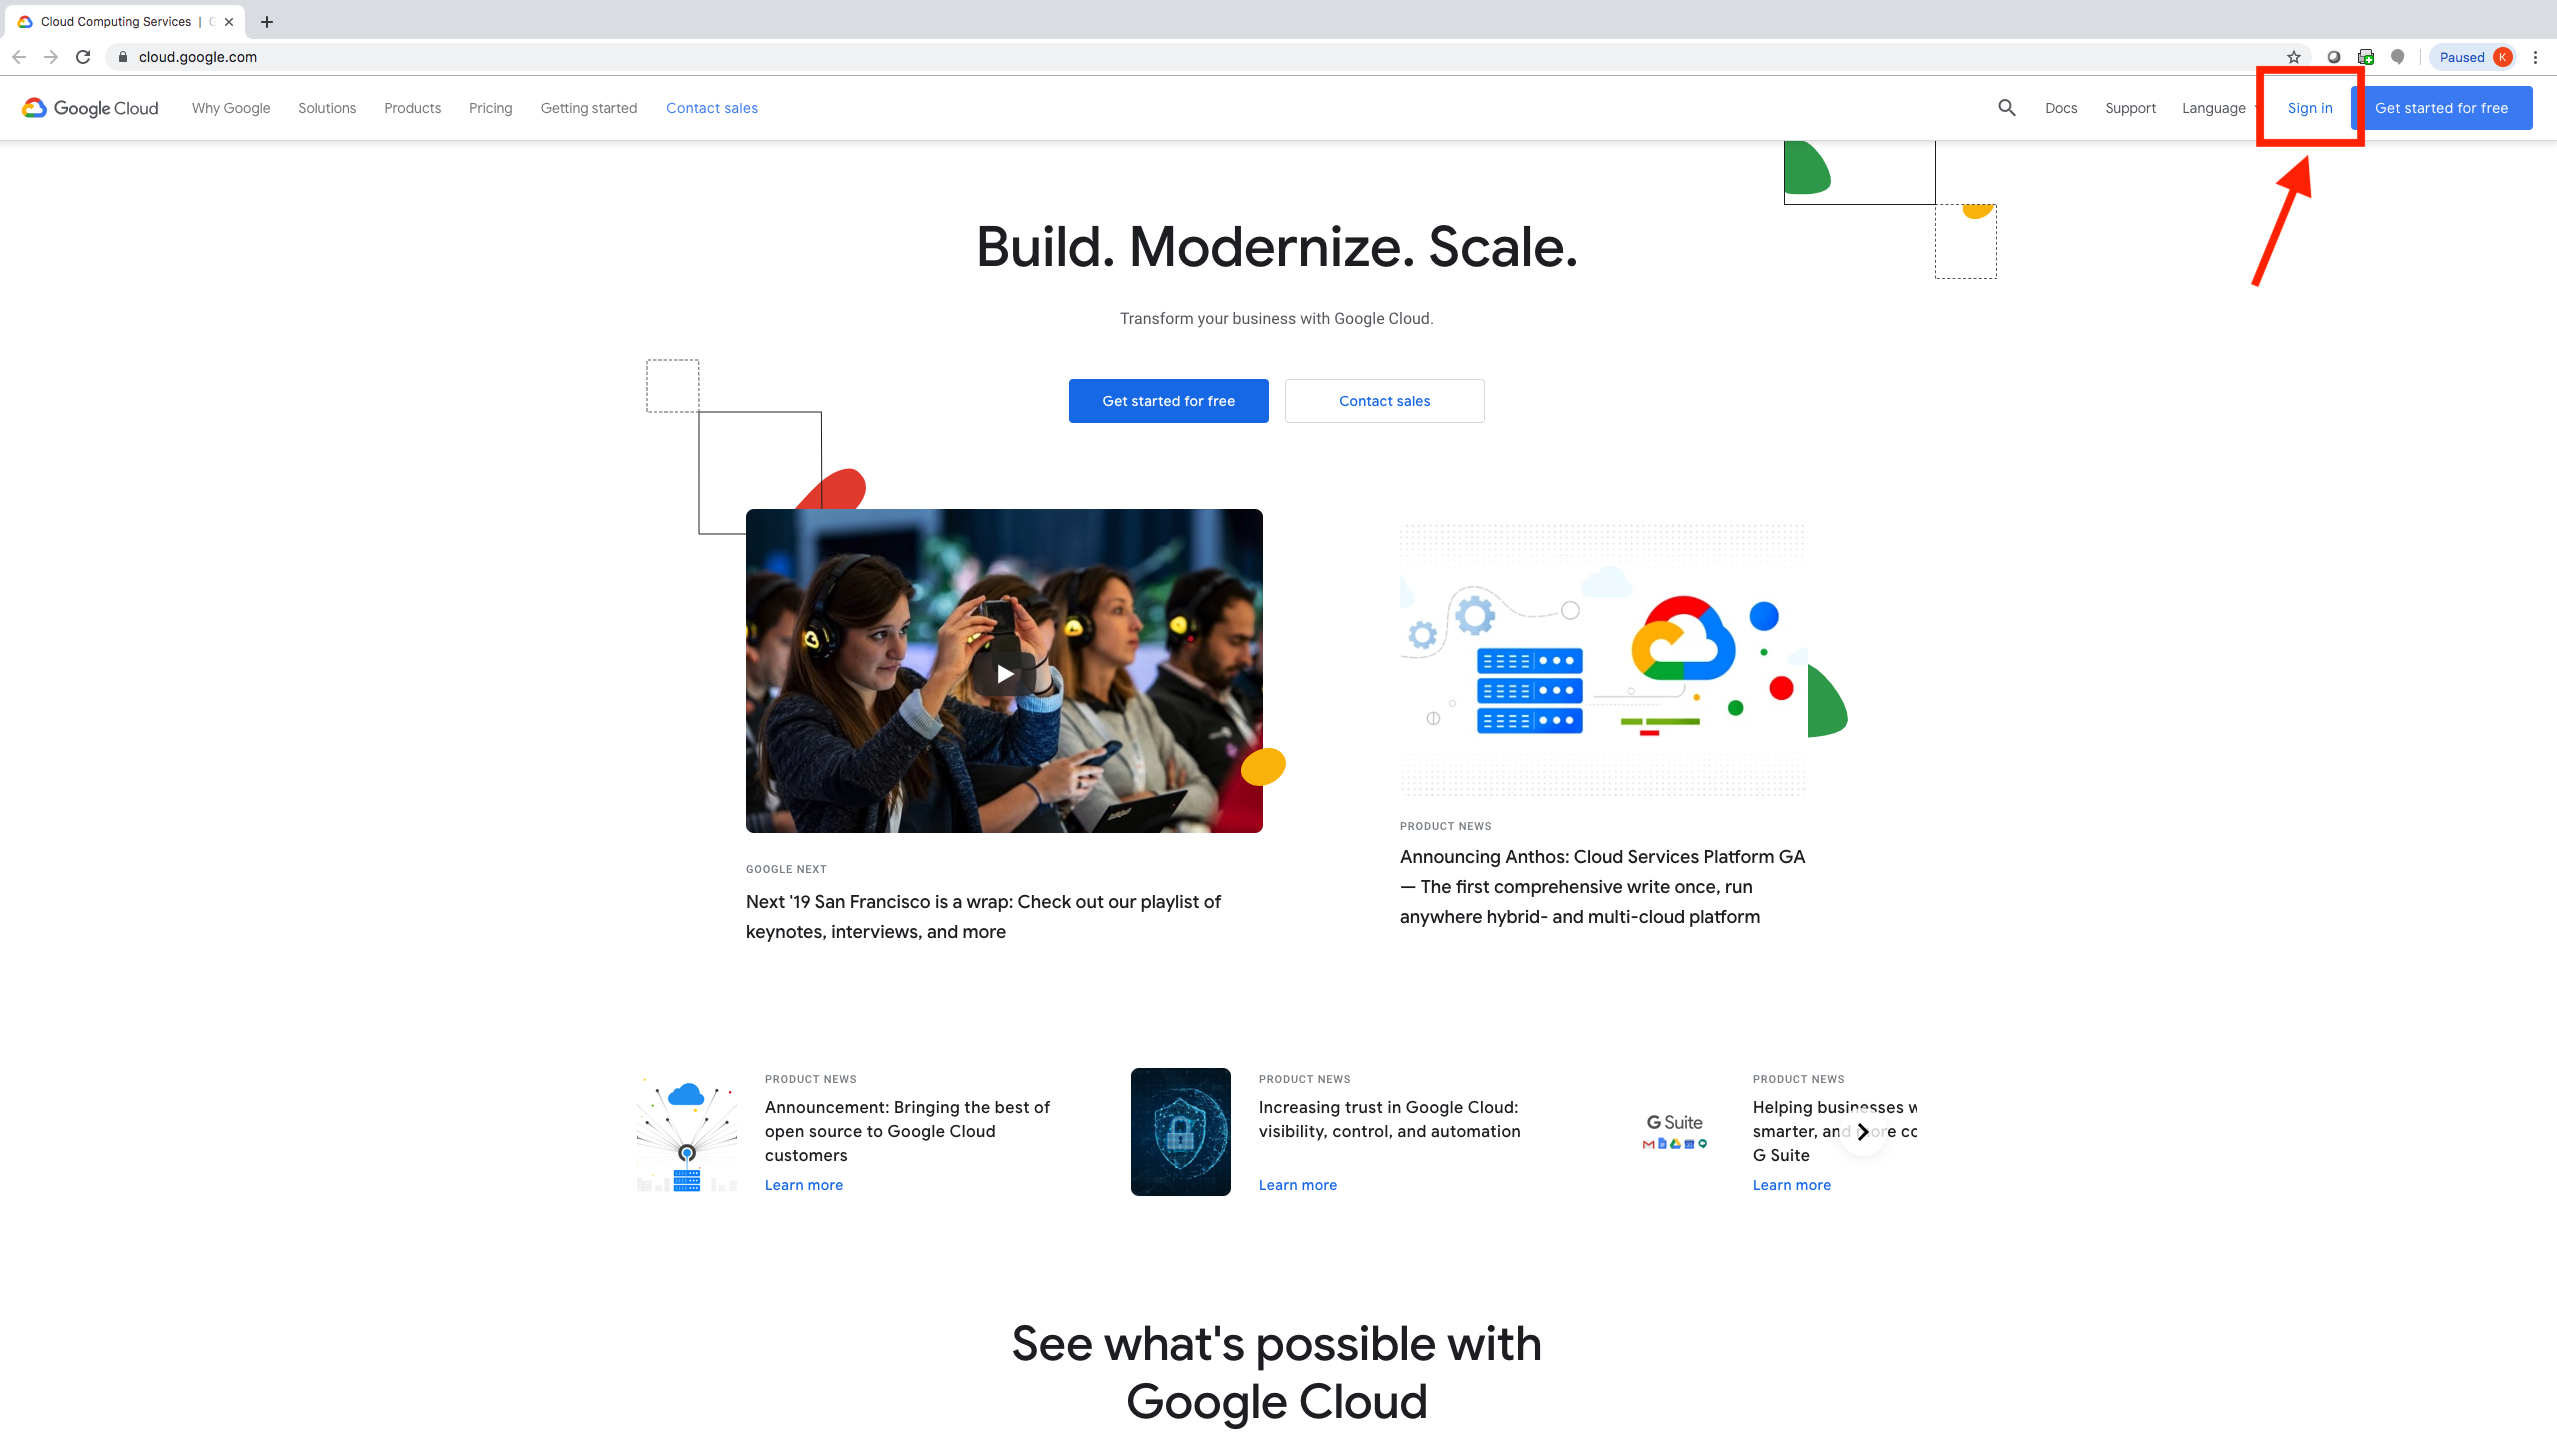 Cloud Computing Services | G
cloud.google.com
Paused K
Google Cloud Why Google Solutions Products Pricing Getting started Contact sales Docs Support Language Sign in Get started for free
Build. Modernize. Scale.
Transform your business with Google Cloud.
Get started for free Contact sales
GOOGLE NEXT
Next '19 San Francisco is a wrap: Check out our playlist of
keynotes, interviews, and more
PRODUCT NEWS
Announcing Anthos: Cloud Services Platform GA
— The first comprehensive write once, run
anywhere hybrid- and multi-cloud platform
PRODUCT NEWS
Announcement: Bringing the best of
open source to Google Cloud
customers
Learn more
PRODUCT NEWS
Increasing trust in Google Cloud:
visibility, control, and automation
Learn more
G Suite
PRODUCT NEWS
Helping businesses w
smarter, and more co
G Suite
Learn more
See what's possible with
Google Cloud